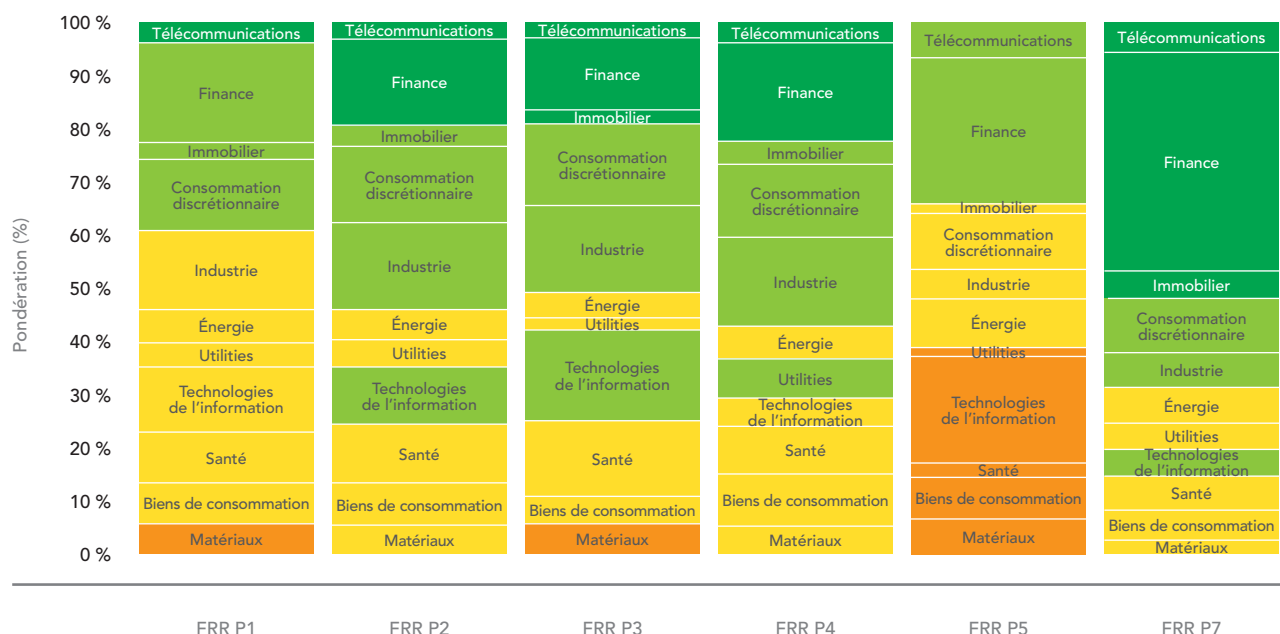 100 %
90 %
80 %
70 %
60 %
50 %
40 %
30 %
20 %
10 %
0 %
Pondération (%)
Télécommunications
Finance
Immobilier
Consommation
discrétionnaire
Industrie
Énergie
Utilities
Technologies
de l'information
Santé
Biens de consommation
Matériaux
FRR P1
Télécommunications
Finance
Immobilier
Consommation
discrétionnaire
Industrie
Énergie
Utilities
Technologies
de l'information
Santé
Biens de consommation
Matériaux
FRR P2
Télécommunications
Finance
Immobilier
Consommation
discrétionnaire
Industrie
Énergie
Utilities
Technologies
de l'information
Santé
Biens de consommation
Matériaux
FRR P3
Télécommunications
Finance
Immobilier
Consommation
discrétionnaire
Industrie
Énergie
Utilities
Technologies
de l'information
Santé
Biens de consommation
Matériaux
FRR P4
Télécommunications
Finance
Immobilier
Consommation
discrétionnaire
Industrie
Énergie
Utilities
Technologies
de l'information
Santé
Biens de consommation
Matériaux
FRR P5
Télécommunications
Finance
Immobilier
Consommation
discrétionnaire
Industrie
Énergie
Utilities
Technologies
de l'information
Santé
Biens de consommation
Matériaux
FRR P7